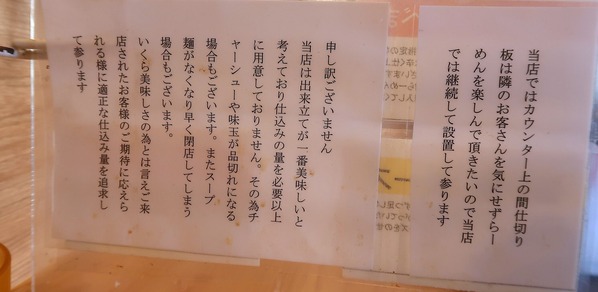 当店ではカウンター上の間仕切り
板は隣のお客さんを気にせずらー
めんを楽しんで頂きたいので当店
では継続して設置して参ります
申し訳ございません
当店は出来立てが一番美味しいと
考えており仕込みの量を必要以上
に用意しておりません。その為チ
ャーシューや味玉が品切れになる
場合もございます。またスープ
麺がなくなり早く閉店してしまう
場合もございます。
いくら美味しさの為とは言えご来
店されたお客様のご期待に応えら
れる様に適正な仕込み量を追求し
て参ります